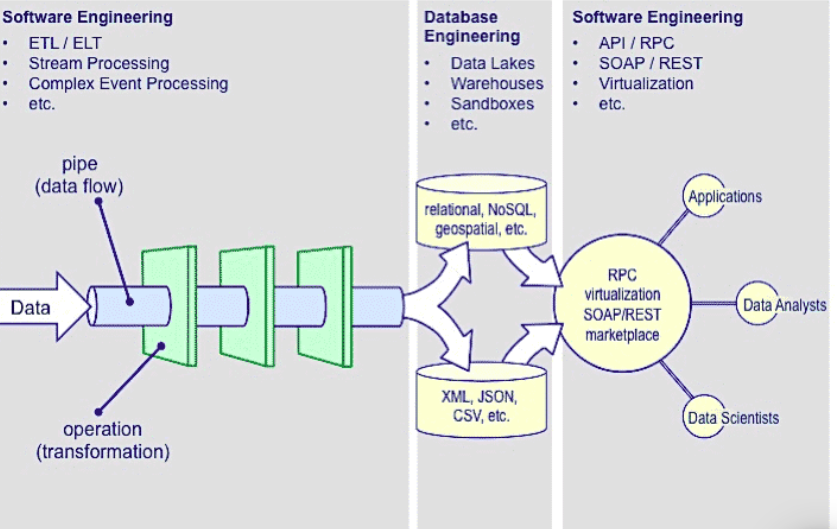 Software Engineering
• ETL / ELT
• Stream Processing
• Complex Event Processing
• etc.
Database
Engineering
• Data Lakes
• Warehouses
• Sandboxes
• etc.
Software Engineering
• API / RPC
• SOAP / REST
• Virtualization
• etc.
pipe
(data flow)
Data
operation
(transformation)
relational, NoSQL,
geospatial, etc.
XML, JSON,
CSV, etc.
RPC
virtualization
SOAP/REST
marketplace
Applications
Data Analysts
Data Scientists